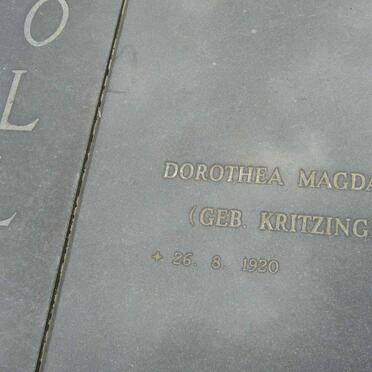 O
L
L
DOROTHEA MAGDA
(GEB. KRITZING
26. 8. 1920